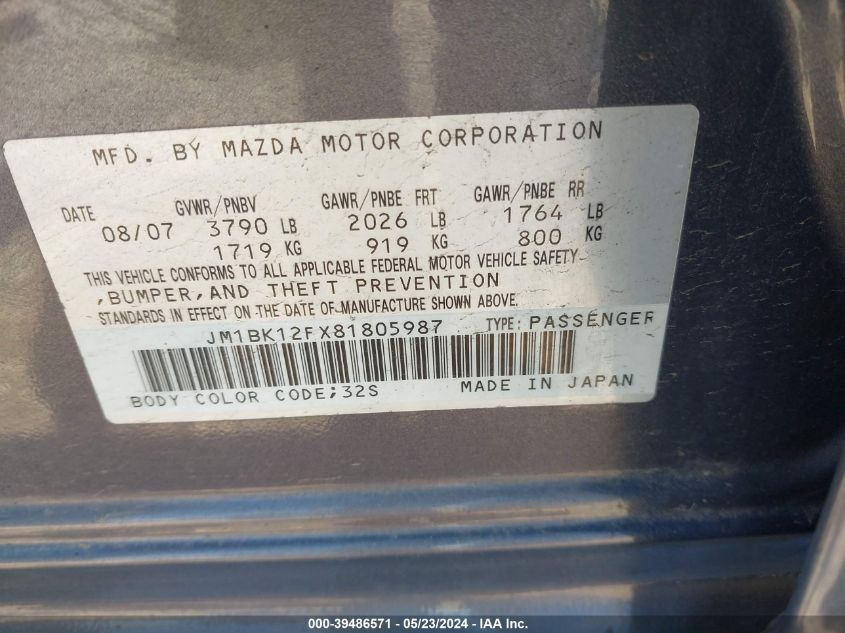 MFD. BY MAZDA MOTOR CORPORATION
DATE GVWR/PNBV GAWR/PNBE FRT GAWR/PNBE RR
08/07 3790 LB 2026 LB 1764 LB
1719 KG 919 KG 800 KG
THIS VEHICLE CONFORMS TO ALL APPLICABLE FEDERAL MOTOR VEHICLE SAFETY
,BUMPER,AND THEFT PREVENTION
STANDARDS IN EFFECT ON THE DATE OF MANUFACTURE SHOWN ABOVE.
JM1BK12FX81805987 TYPE: PASSENGER
BODY COLOR CODE;32S MADE IN JAPAN
000-39486571 - 05/23/2024 - IAA Inc.